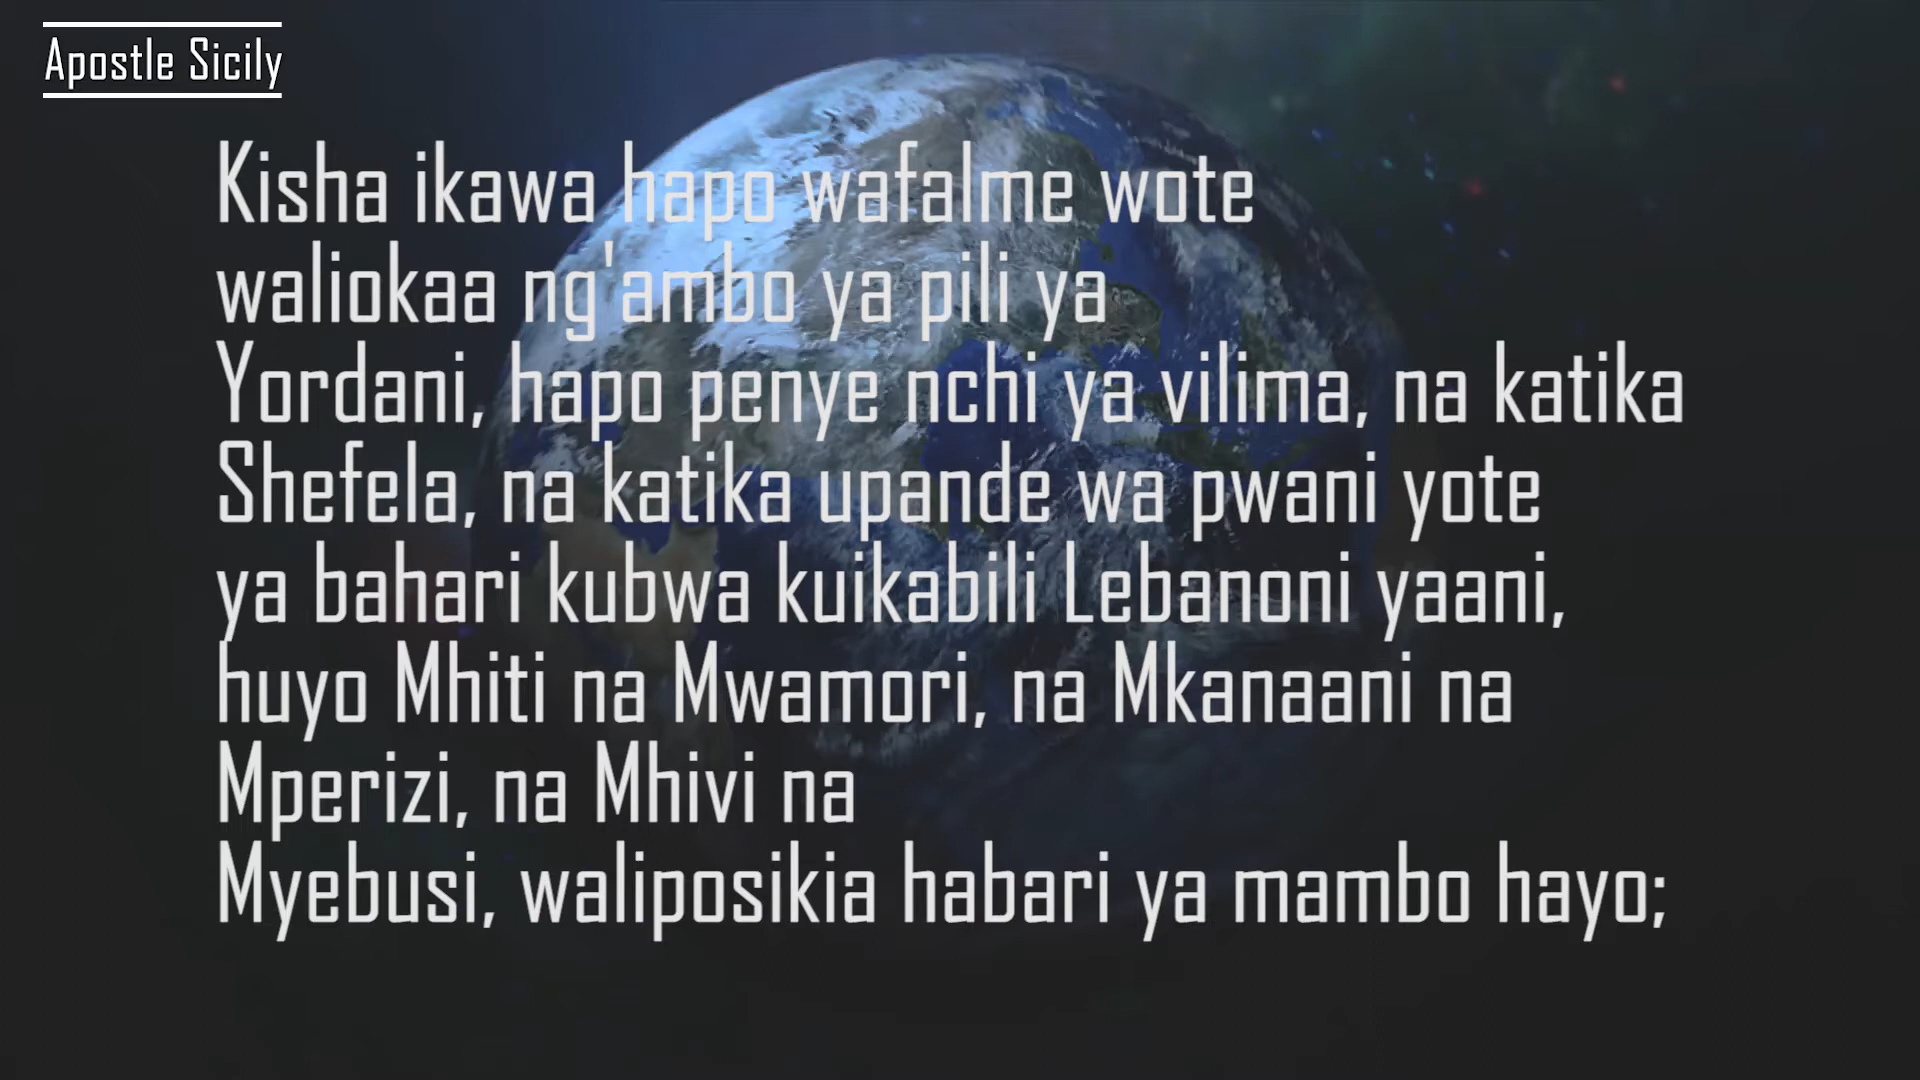 Apostle Sicily
Kisha ikawa hapo wafalme wote
waliokaa ng'ambo ya pili ya
Yordani, hapo penye nchi ya vilima, na katika
Shefela, na katika upande wa pwani yote
ya bahari kubwa kuikabili Lebanoni yaani,
huyo Mhiti na Mwamori, na Mkanaani na
Mperizi, na Mhivi na
Myebusi, waliposikia habari ya mambo hayo;